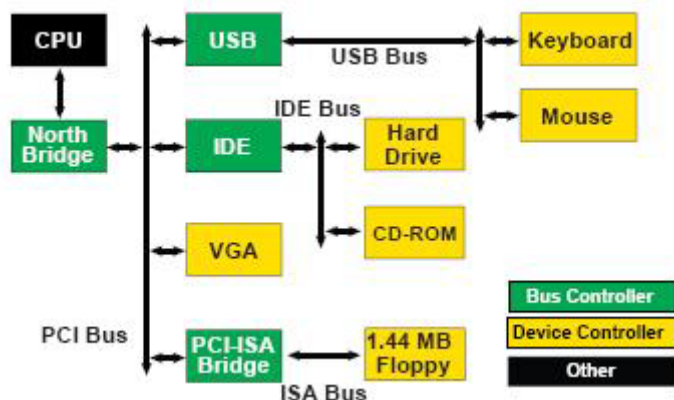 CPU
USB
Keyboard
USB Bus
IDE Bus
Mouse
North
Bridge
IDE
Hard
Drive
VGA
CD-ROM
Bus Controller
PCI Bus
Device Controller
PCI-ISA
Bridge
1.44 MB
Floppy
Other
ISA Bus